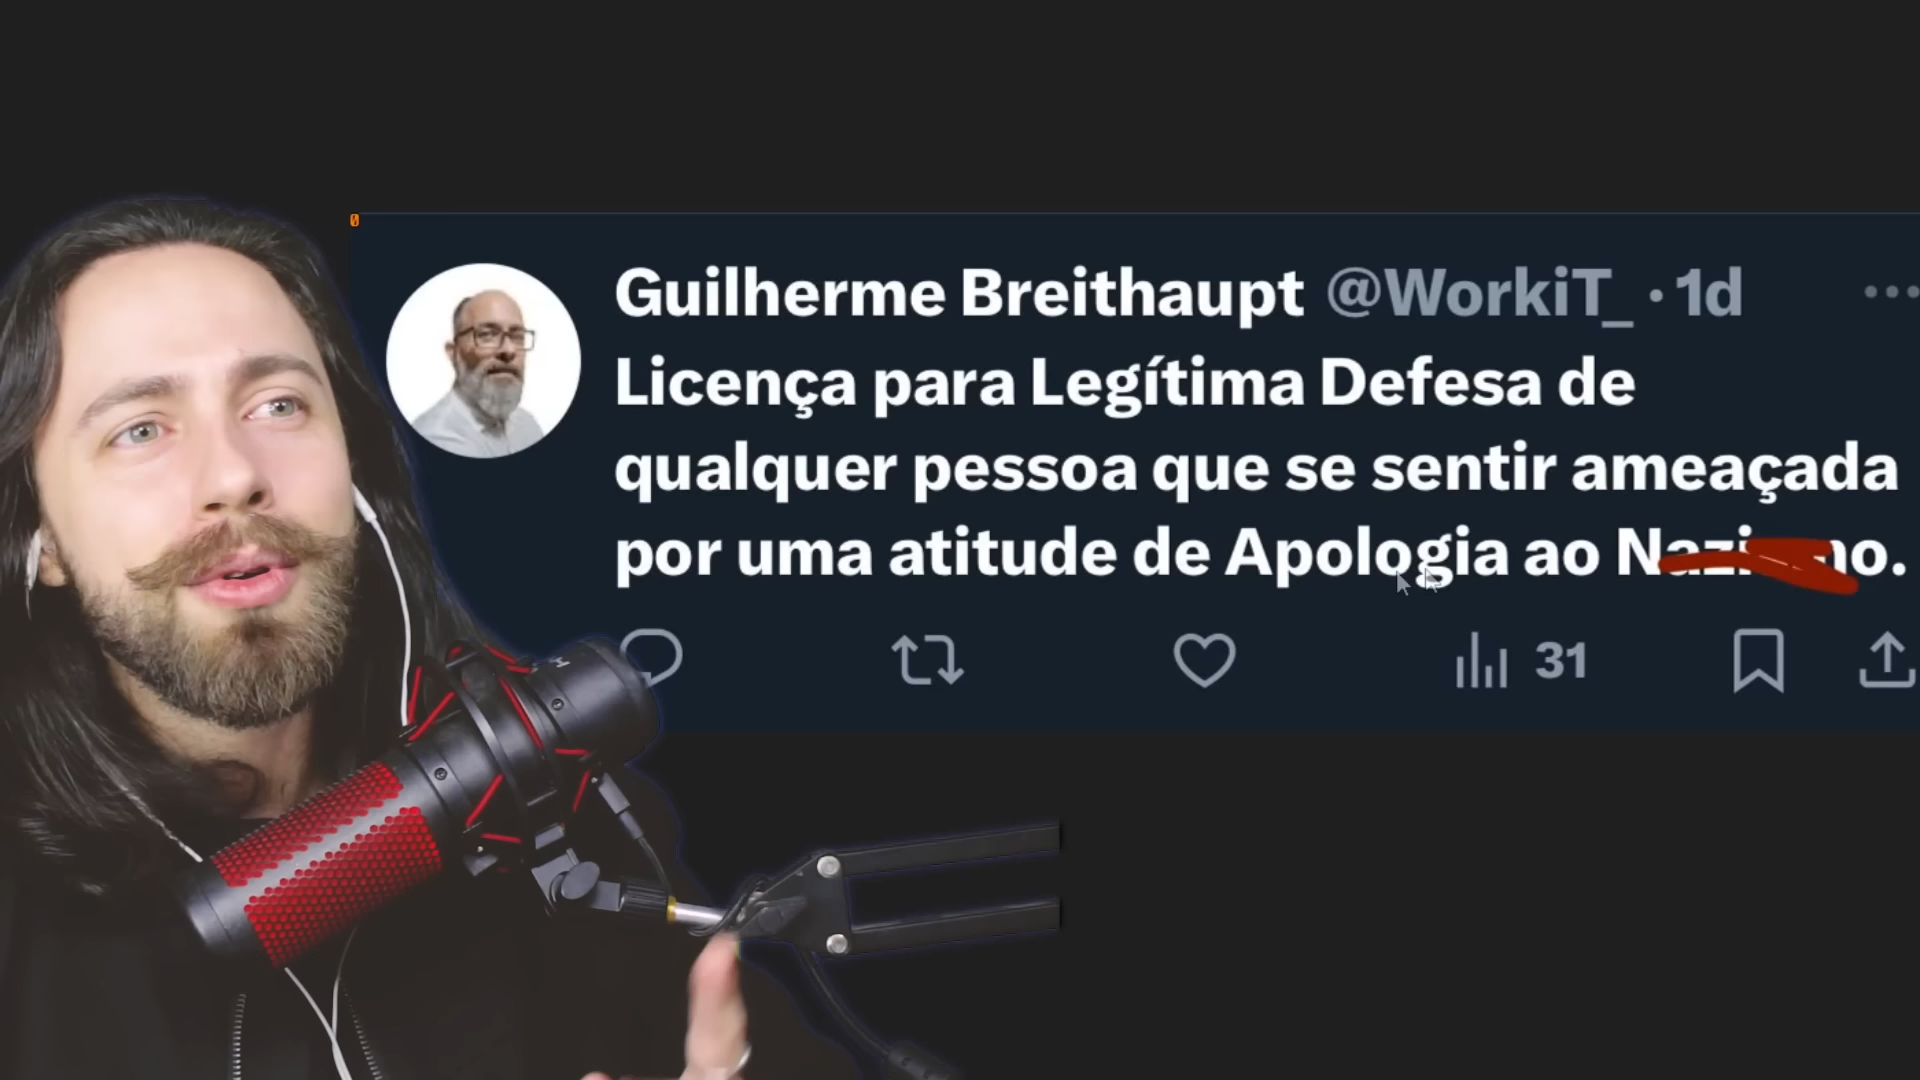 Guilherme Breithaupt @WorkiT_ · 1d
Licença para Legítima Defesa de
qualquer pessoa que se sentir ameaçada
por uma atitude de Apologia ao
31